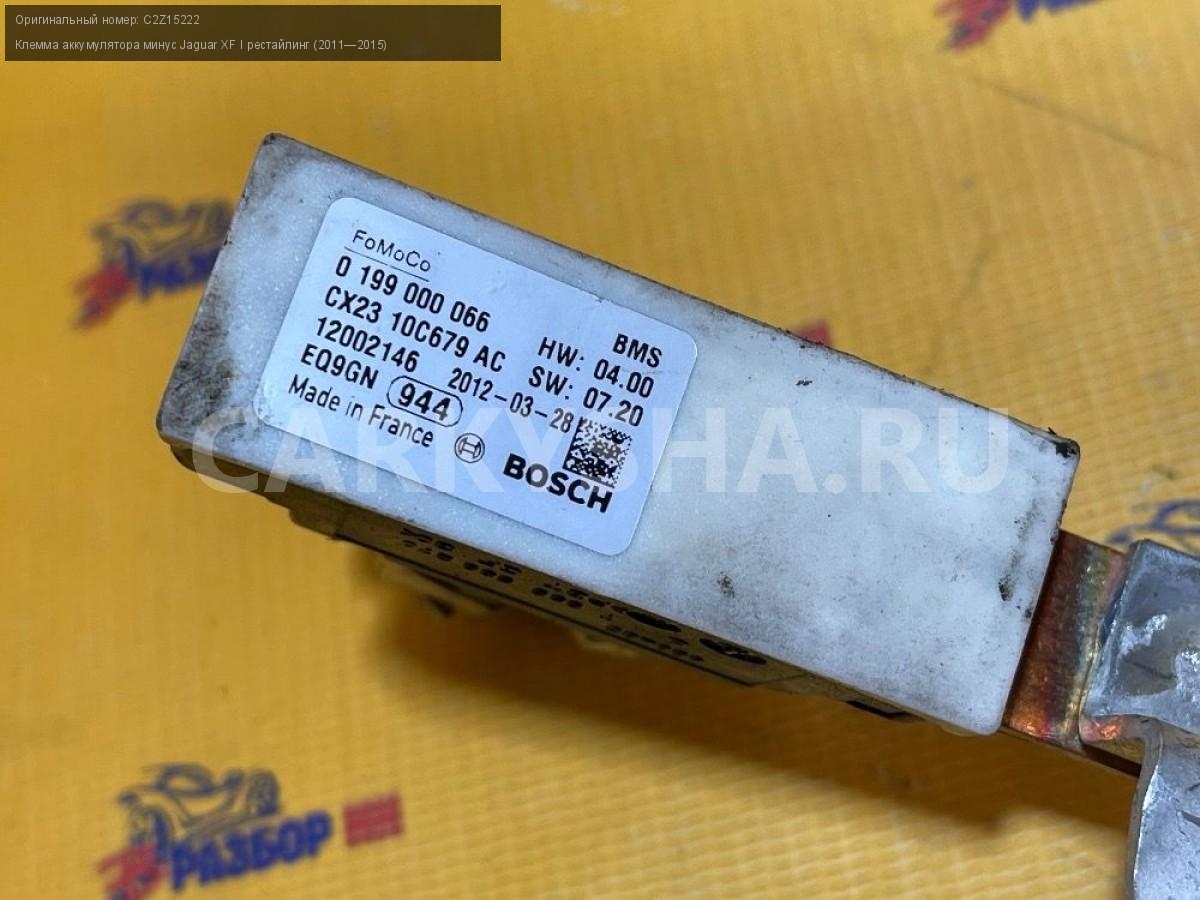 Оригинальный номер: C2Z15222
Клемма аккумулятора минус Jaguar XF I рестайлинг (2011—2015)
FoMoCo
0 199 000 066
BMS
CX23 10C679 AC
HW: 04.00
12002146 2012-03-28
SW: 07.20
EQ9GN 944
Made in France
BOSCH
CARKYSHA.RU
РАЗБОР